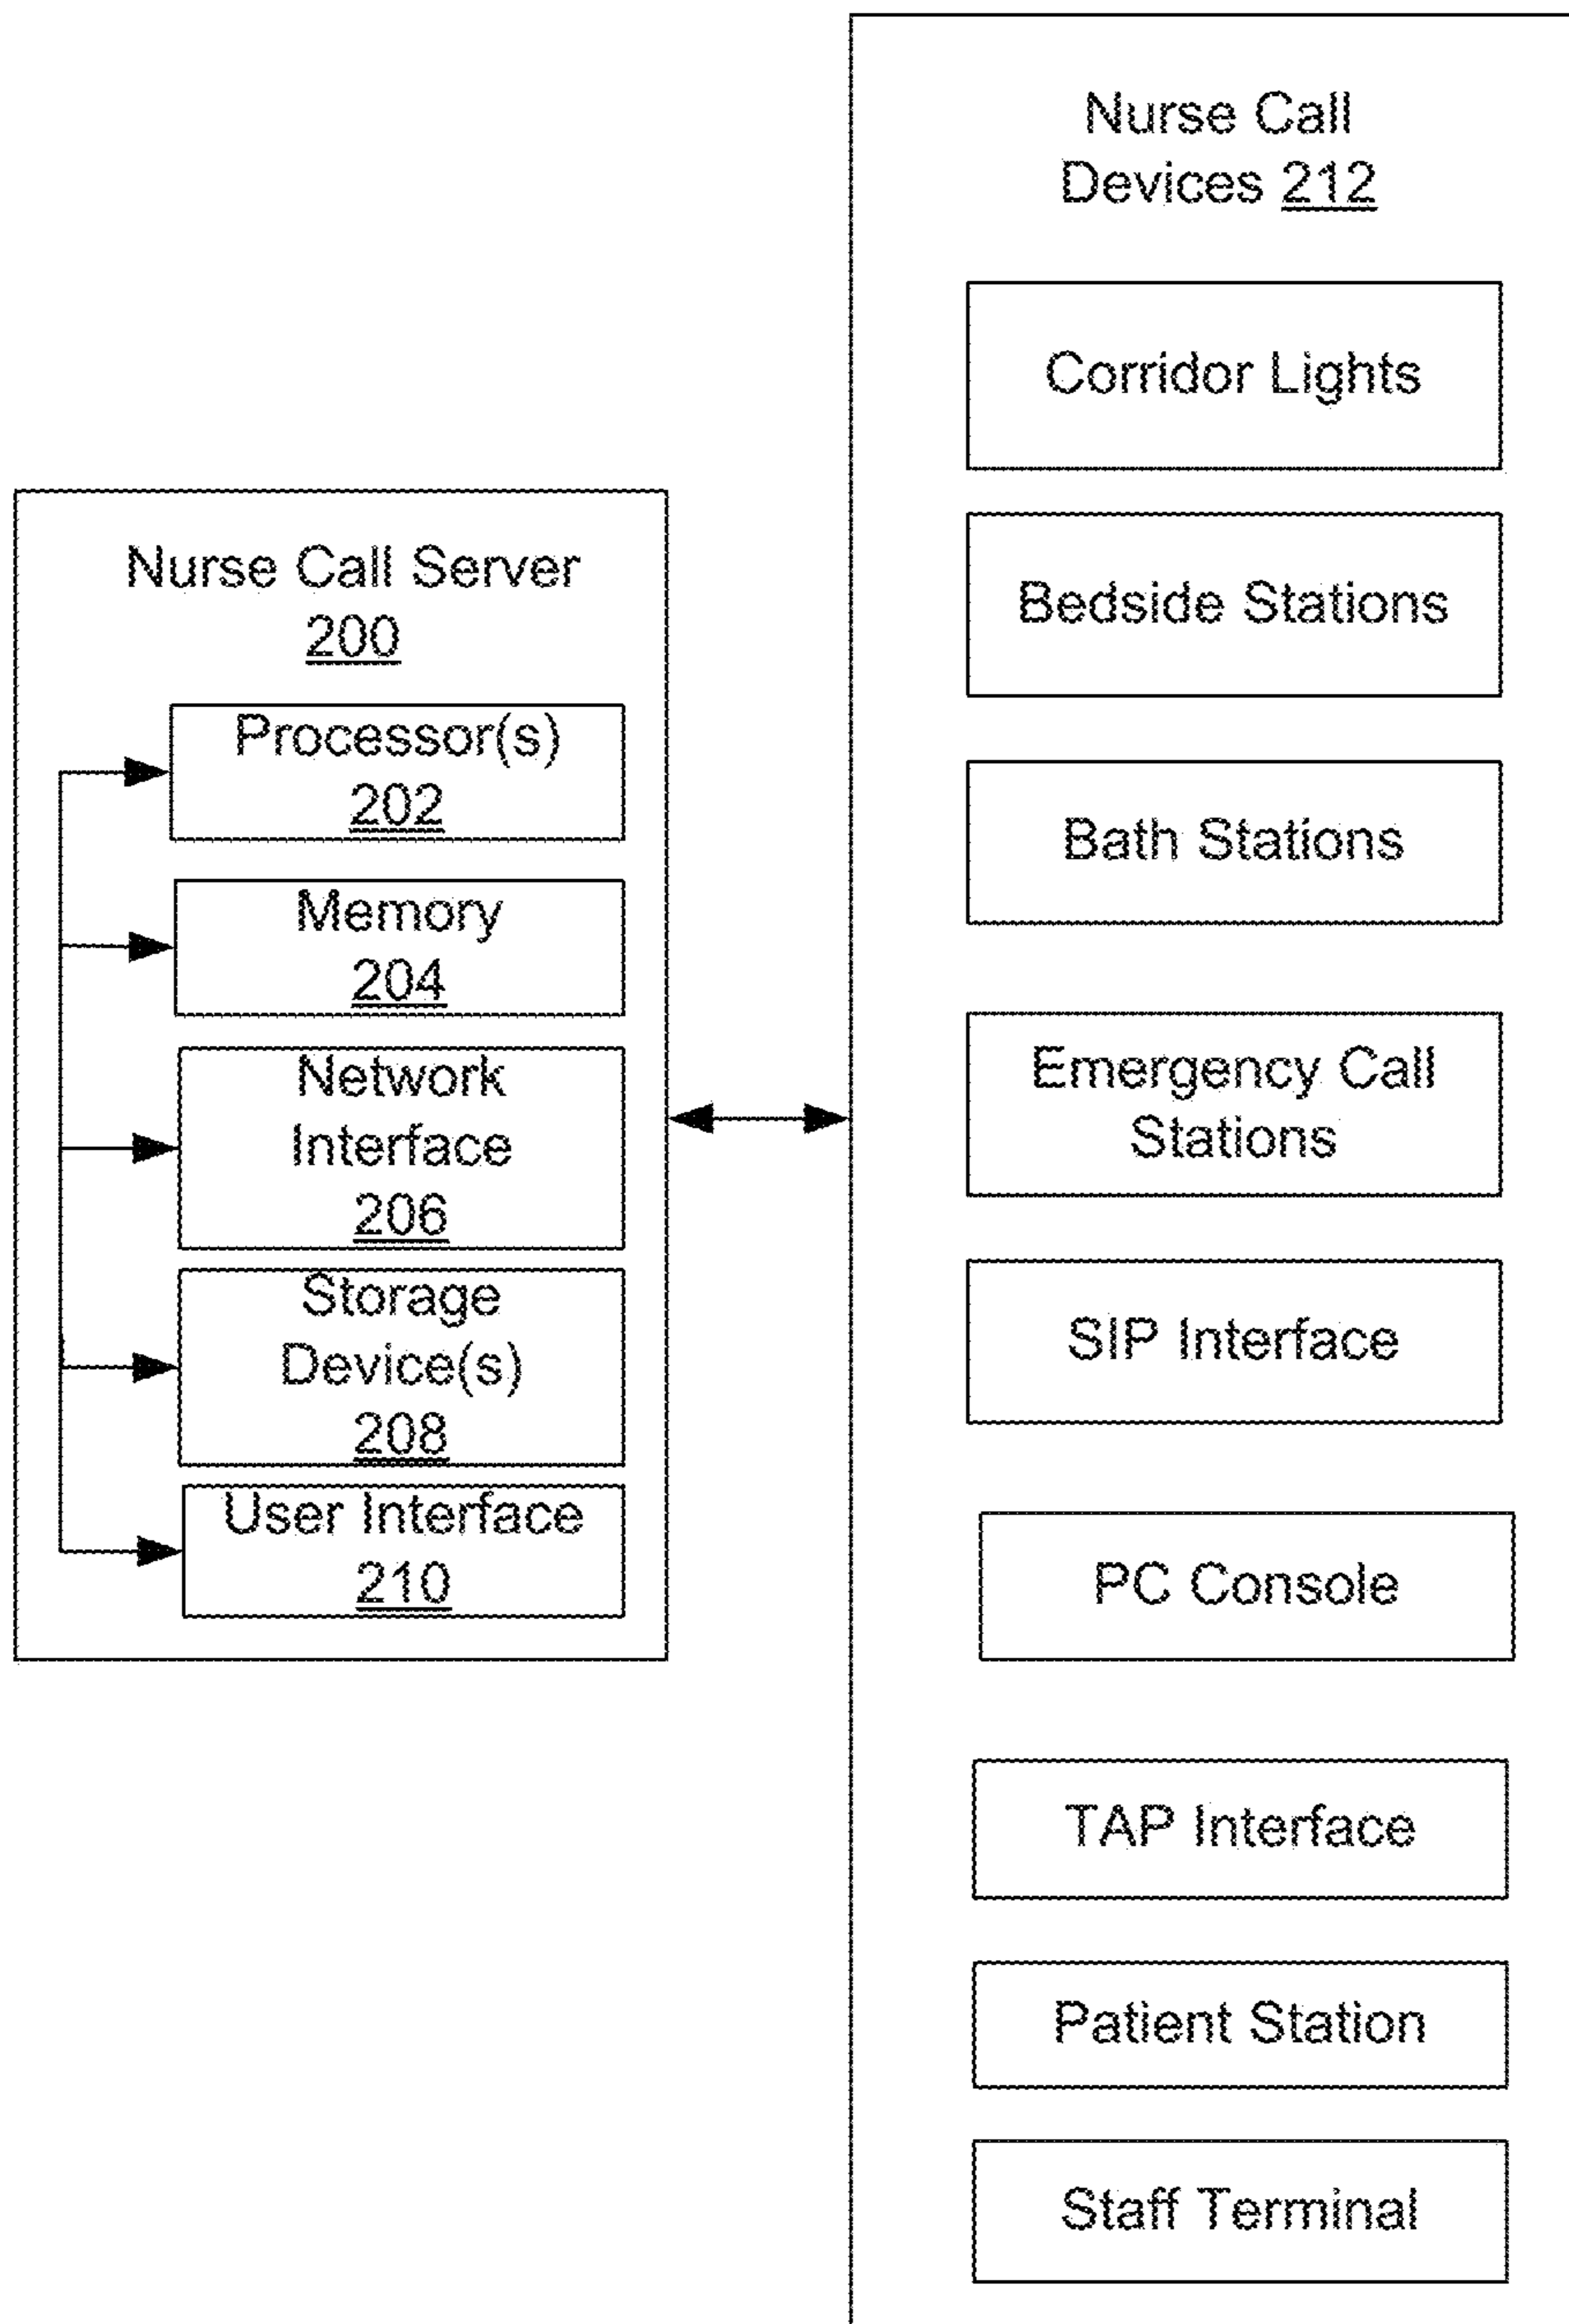 Nurse Call Server
200
Processor(s)
202
Memory
204
Network
Interface
206
Storage
Device(s)
208
User Interface
210
Nurse Call
Devices 212
Corridor Lights
Bedside Stations
Bath Stations
Emergency Call
Stations
SIP Interface
PC Console
TAP Interface
Patient Station
Staff Terminal